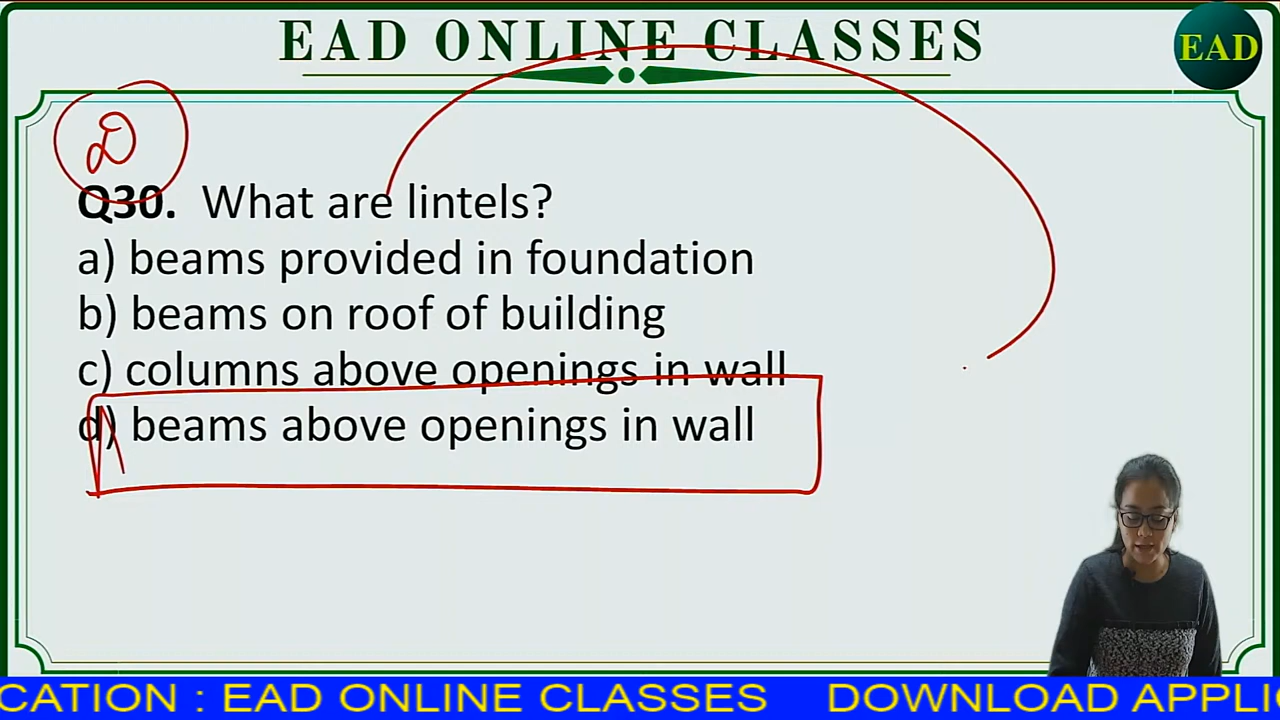 EAD ONLINE CLASSES
EAD
D
Q30. What are lintels?
a) beams provided in foundation
b) beams on roof of building
c) columns above openings in wall
d) beams above openings in wall
CATION : EAD ONLINE CLASSES DOWNLOAD APPLIC